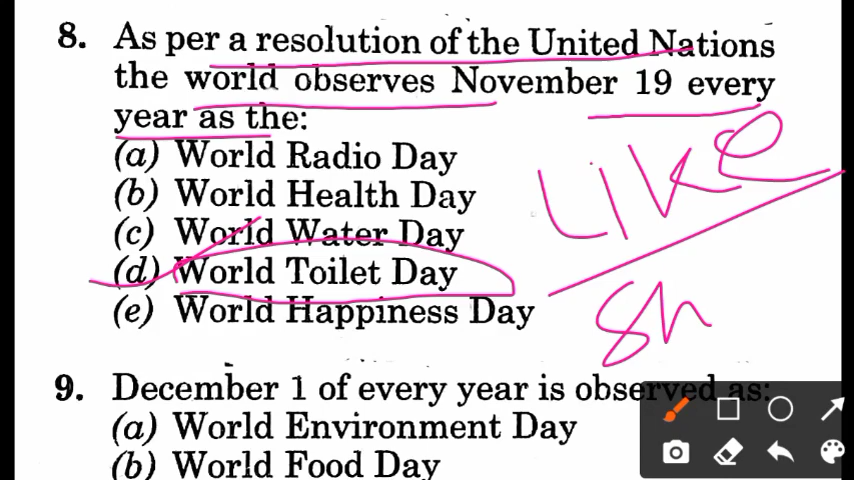 8. As per a resolution of the United Nations
the world observes November 19 every
year as the:
(a) World Radio Day
(b) World Health Day
(c) World Water Day
(d) World Toilet Day
(e) World Happiness Day
LIKE
Sh
9. December 1 of every year is observed as:
(a) World Environment Day
(b) World Food Day